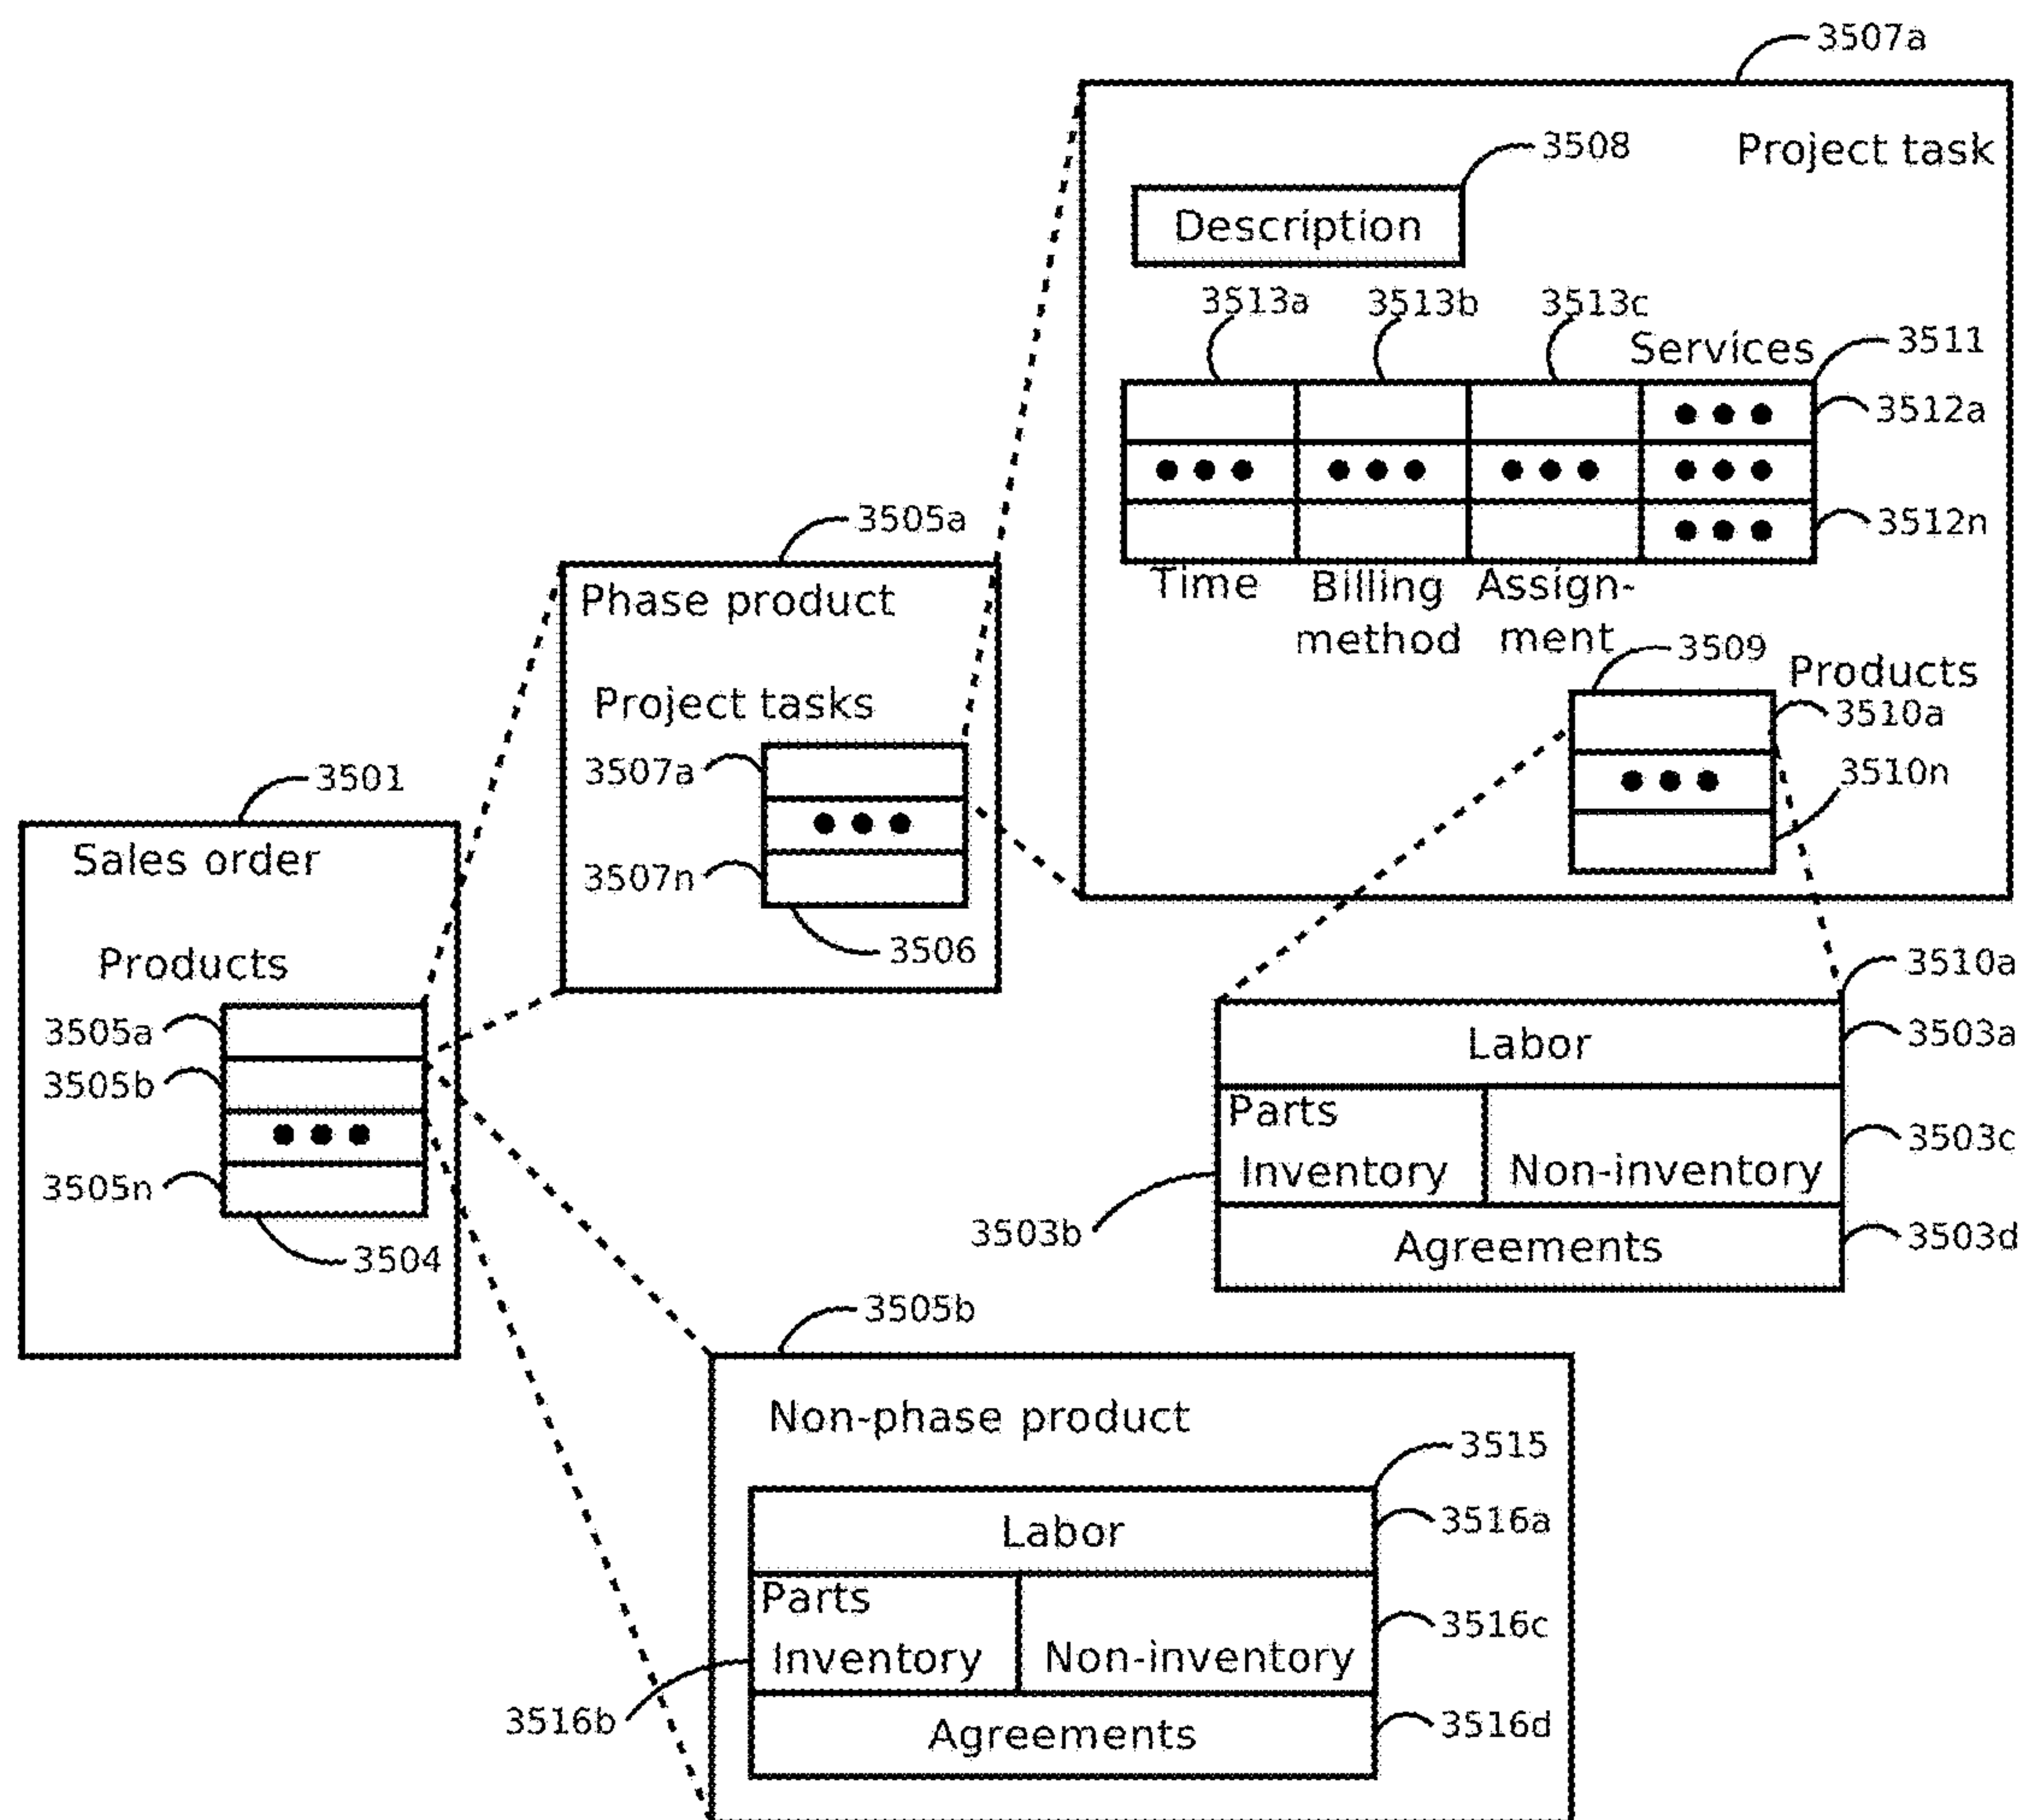 3507a
Project task
3508
Description
3513a 3513b 3513c
Services
3511
3512a
3512n
Time Billing method Assign-ment
3509
Products
3510a
3510n
3505a
Phase product
Project tasks
3507a
3507n
3506
3501
Sales order
Products
3505a
3505b
3505n
3504
3510a
Labor
3503a
Parts
Inventory
Non-inventory
3503c
3503b
Agreements
3503d
3505b
Non-phase product
3515
Labor
3516a
Parts
Inventory
Non-inventory
3516c
3516b
Agreements
3516d